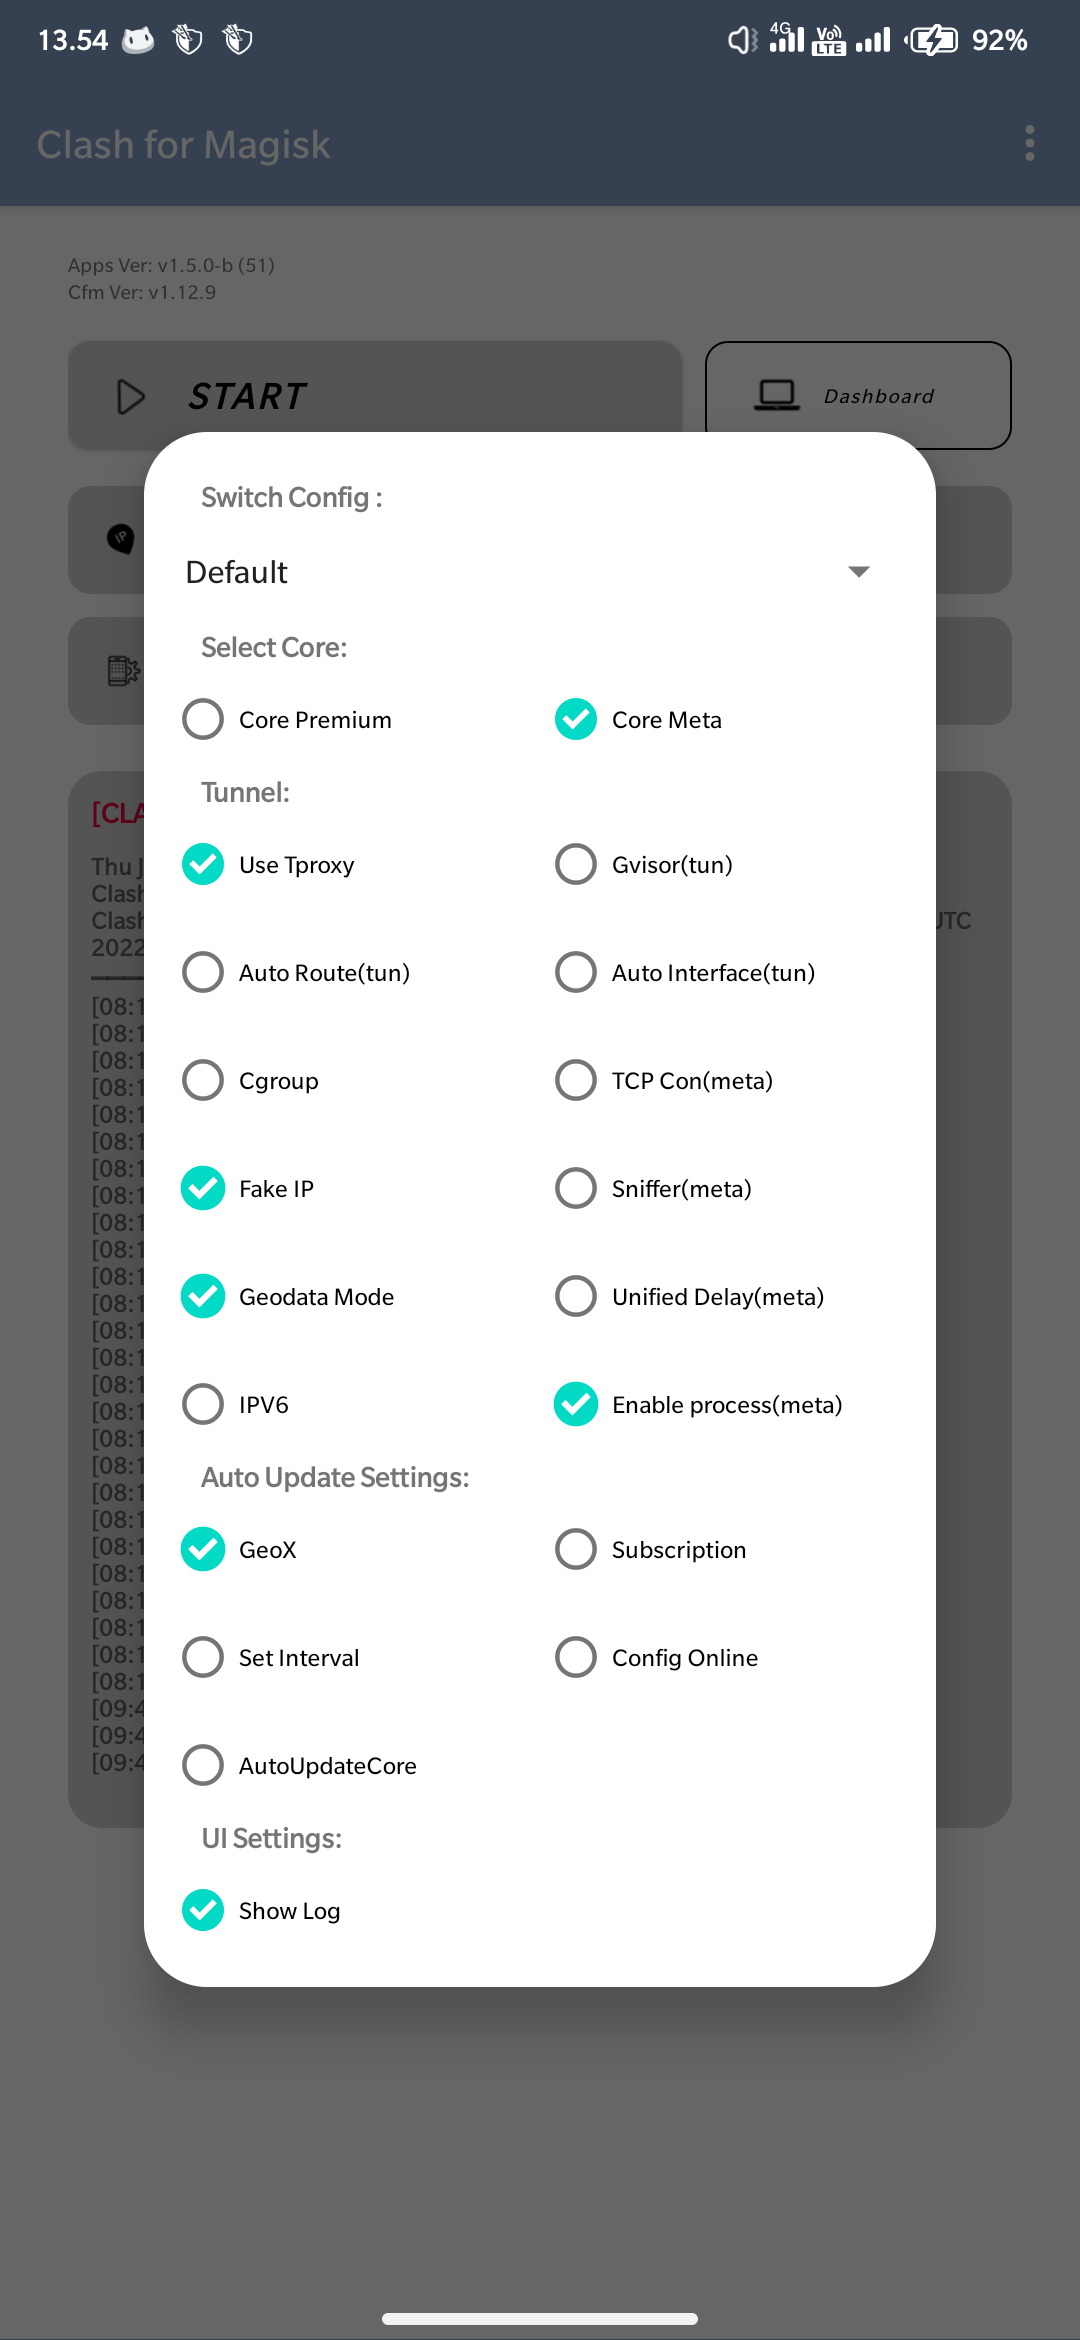 13.54
4G
Vo))
LTE
92%
Clash for Magisk
Apps Ver: v1.5.0-b (51)
Cfm Ver: v1.12.9
START
Dashboard
IP
Switch Config :
Default
Select Core:
Core Premium
Core Meta
Tunnel:
[CLA
Use Tproxy
Gvisor(tun)
Thu J
Clash
Clash
UTC
2022
Auto Route(tun)
Auto Interface(tun)
[08:1
[08:1
[08:1
Cgroup
TCP Con(meta)
[08:1
[08:1
[08:1
[08:1
Fake IP
Sniffer(meta)
[08:1
[08:1
[08:1
[08:1
Geodata Mode
Unified Delay(meta)
[08:1
[08:1
[08:1
[08:1
IPV6
Enable process(meta)
[08:1
[08:1
[08:1
Auto Update Settings:
[08:1
[08:1
[08:1
GeoX
Subscription
[08:1
[08:1
[08:1
[08:1
Set Interval
Config Online
[08:1
[09:4
[09:4
[09:4
AutoUpdateCore
UI Settings:
Show Log